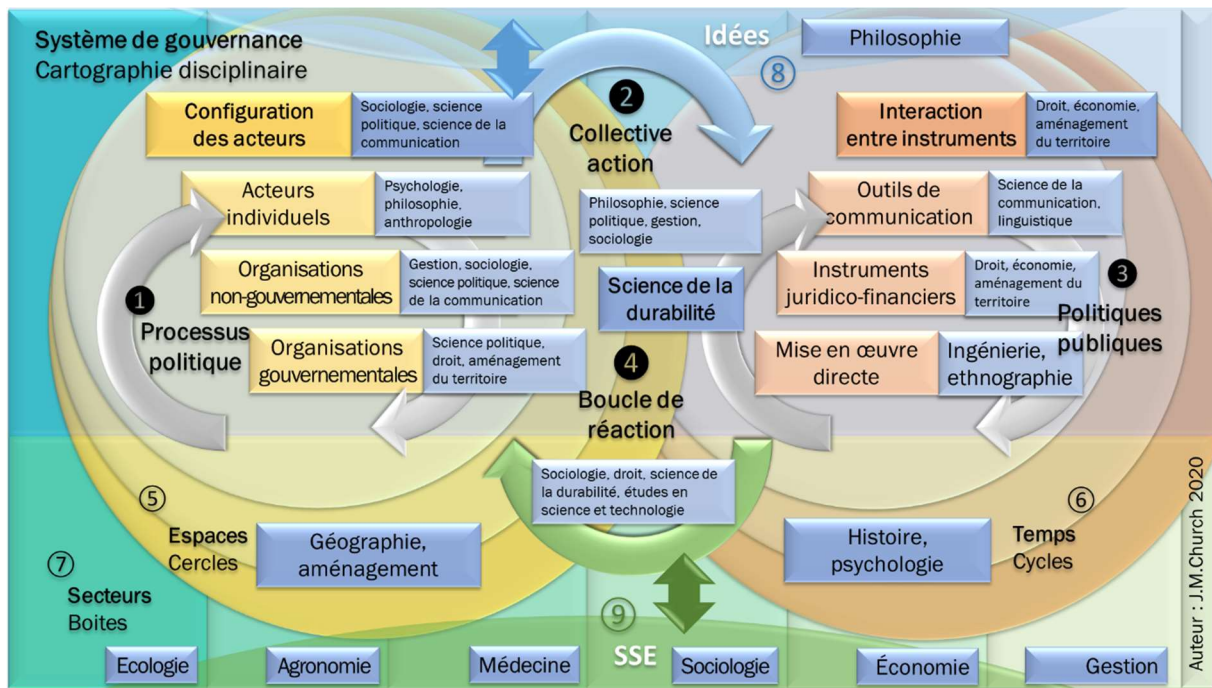 Système de gouvernance
Cartographie disciplinaire
Idées
Philosophie
⑧
❷
Collective
action
Configuration
des acteurs
Sociologie, science
politique, science de la
communication
Interaction
entre instruments
Droit, économie,
aménagement
du territoire
Acteurs
individuels
Psychologie,
philosophie,
anthropologie
Philosophie, science
politique, gestion,
sociologie
Outils de
communication
Science de la
communication,
linguistique
❶
Processus
politique
Organisations
non-gouvernementales
Gestion, sociologie,
science politique, science
de la communication
Science de la
durabilité
Instruments
juridico-financiers
Droit, économie,
aménagement du
territoire
❸
Politiques
publiques
Organisations
gouvernementales
Science politique,
droit, aménagement
du territoire
❹
Boucle de
réaction
Mise en œuvre
directe
Ingénierie,
ethnographie
Sociologie, droit, science de
la durabilité, études en
science et technologie
⑤
Espaces
Cercles
Géographie,
aménagement
Histoire,
psychologie
⑥
Temps
Cycles
⑦
Secteurs
Boites
⑨
SSE
Ecologie
Agronomie
Médecine
Sociologie
Économie
Gestion
Auteur : J.M.Church 2020